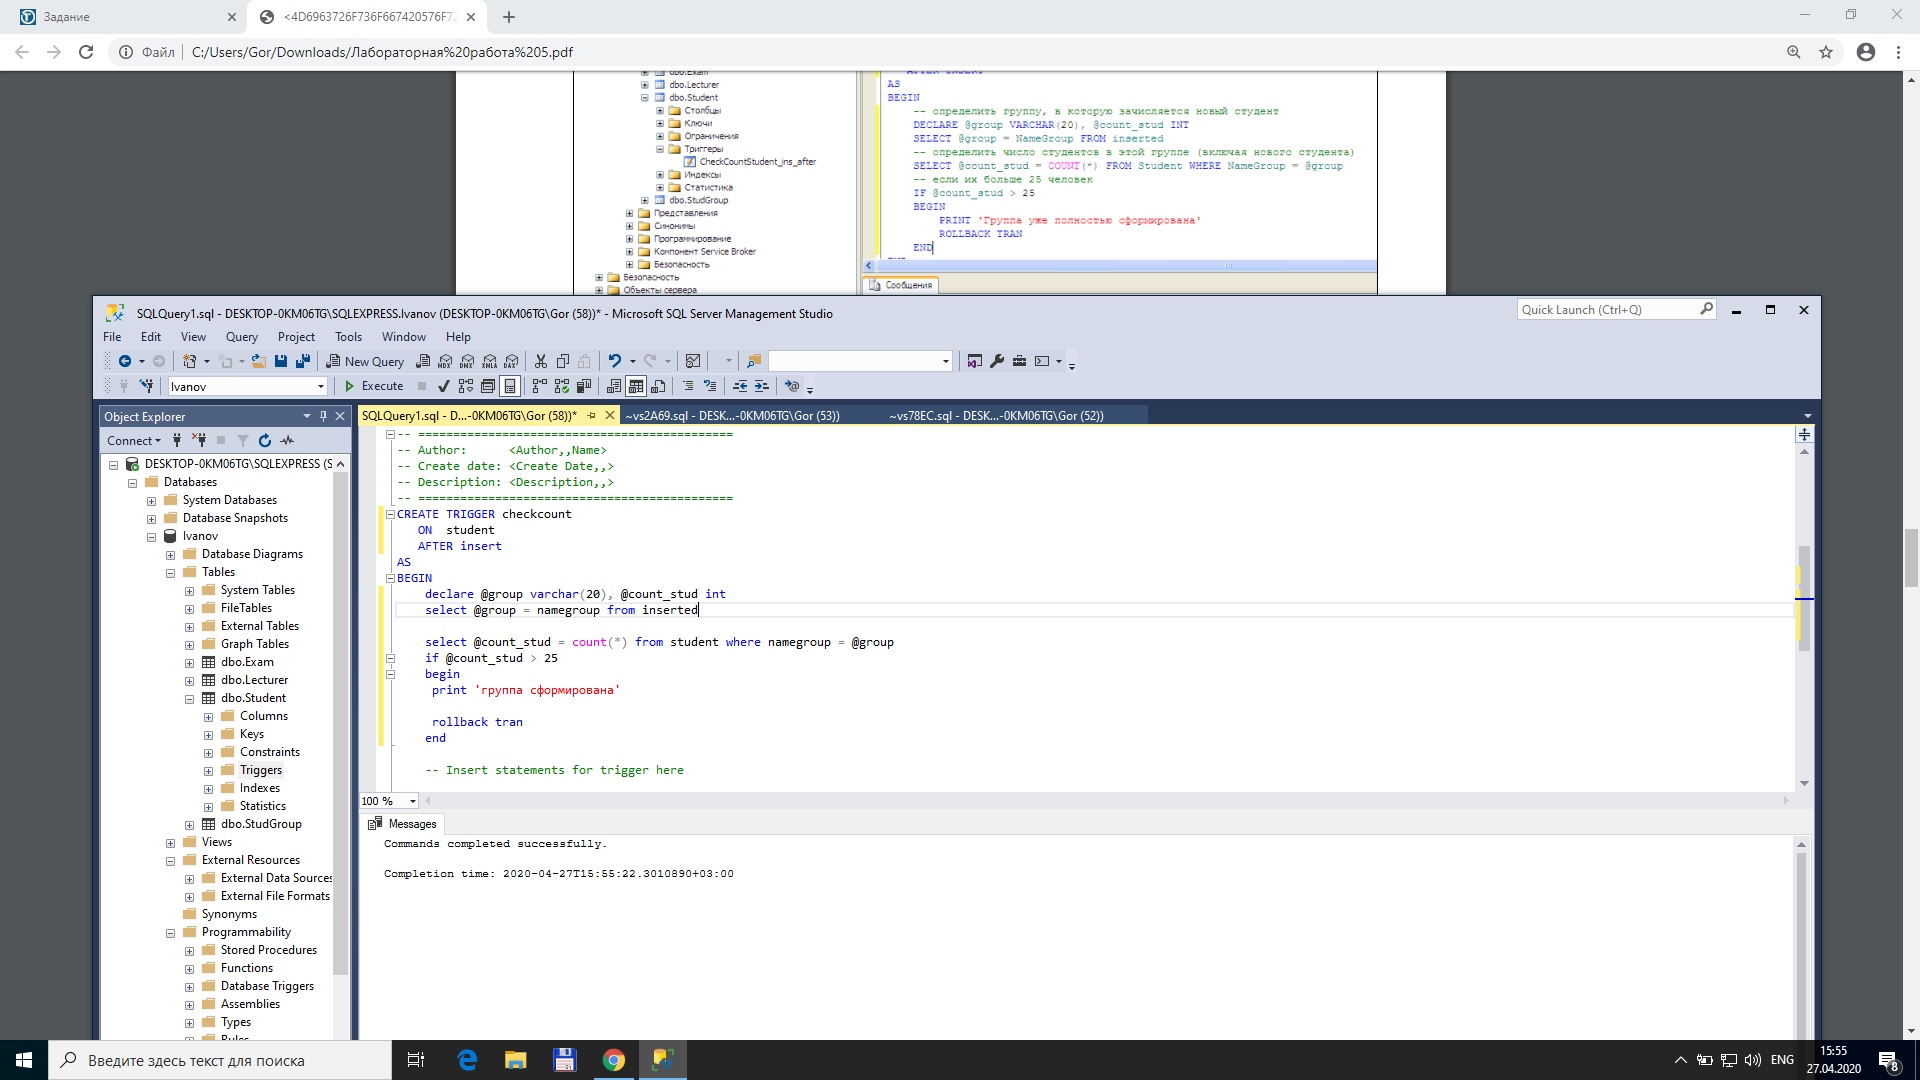 Задание
<4D6963726F736F667420576F72
Файл
C:/Users/Gor/Downloads/Лабораторная%20работа%205.pdf
dbo.Exam
dbo.Lecturer
dbo.Student
Столбцы
Ключи
Ограничения
Триггеры
CheckCountStudent_ins_after
Индексы
Статистика
dbo.StudGroup
Представления
Синонимы
Программирование
Компонент Service Broker
Безопасность
Безопасность
Объекты сервера
AFTER INSERT
AS
BEGIN
-- определить группу, в которую зачисляется новый студент
DECLARE @group VARCHAR(20), @count_stud INT
SELECT @group = NameGroup FROM inserted
-- определить число студентов в этой группе (включая нового студента)
SELECT @count_stud = COUNT(*) FROM Student WHERE NameGroup = @group
-- если их больше 25 человек
IF @count_stud > 25
BEGIN
PRINT 'Группа уже полностью сформирована'
ROLLBACK TRAN
END
Сообщения
SQLQuery1.sql - DESKTOP-0KM06TG\SQLEXPRESS.Ivanov (DESKTOP-0KM06TG\Gor (58))* - Microsoft SQL Server Management Studio
Quick Launch (Ctrl+Q)
File Edit View Query Project Tools Window Help
New Query
MDX DMX XMLA DAX
Ivanov
Execute
Object Explorer
Connect
DESKTOP-0KM06TG\SQLEXPRESS (S
Databases
System Databases
Database Snapshots
Ivanov
Database Diagrams
Tables
System Tables
FileTables
External Tables
Graph Tables
dbo.Exam
dbo.Lecturer
dbo.Student
Columns
Keys
Constraints
Triggers
Indexes
Statistics
dbo.StudGroup
Views
External Resources
External Data Sources
External File Formats
Synonyms
Programmability
Stored Procedures
Functions
Database Triggers
Assemblies
Types
Rules
SQLQuery1.sql - D...-0KM06TG\Gor (58))*
~vs2A69.sql - DESK...-0KM06TG\Gor (53))
~vs78EC.sql - DESK...-0KM06TG\Gor (52))
-- =============================================
-- Author: <Author,,Name>
-- Create date: <Create Date,,>
-- Description: <Description,,>
-- =============================================
CREATE TRIGGER checkcount
ON student
AFTER insert
AS
BEGIN
declare @group varchar(20), @count_stud int
select @group = namegroup from inserted
select @count_stud = count(*) from student where namegroup = @group
if @count_stud > 25
begin
print 'группа сформирована'
rollback tran
end
-- Insert statements for trigger here
100 %
Messages
Commands completed successfully.
Completion time: 2020-04-27T15:55:22.3010890+03:00
Введите здесь текст для поиска
ENG
15:55
27.04.2020
8